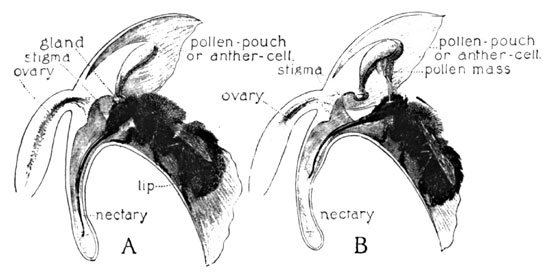 gland
stigma
ovary
pollen-pouch
or anther-cell.
lip
nectary
A
pollen-pouch
or anther-cell.
pollen mass
stigma
ovary
nectary
B